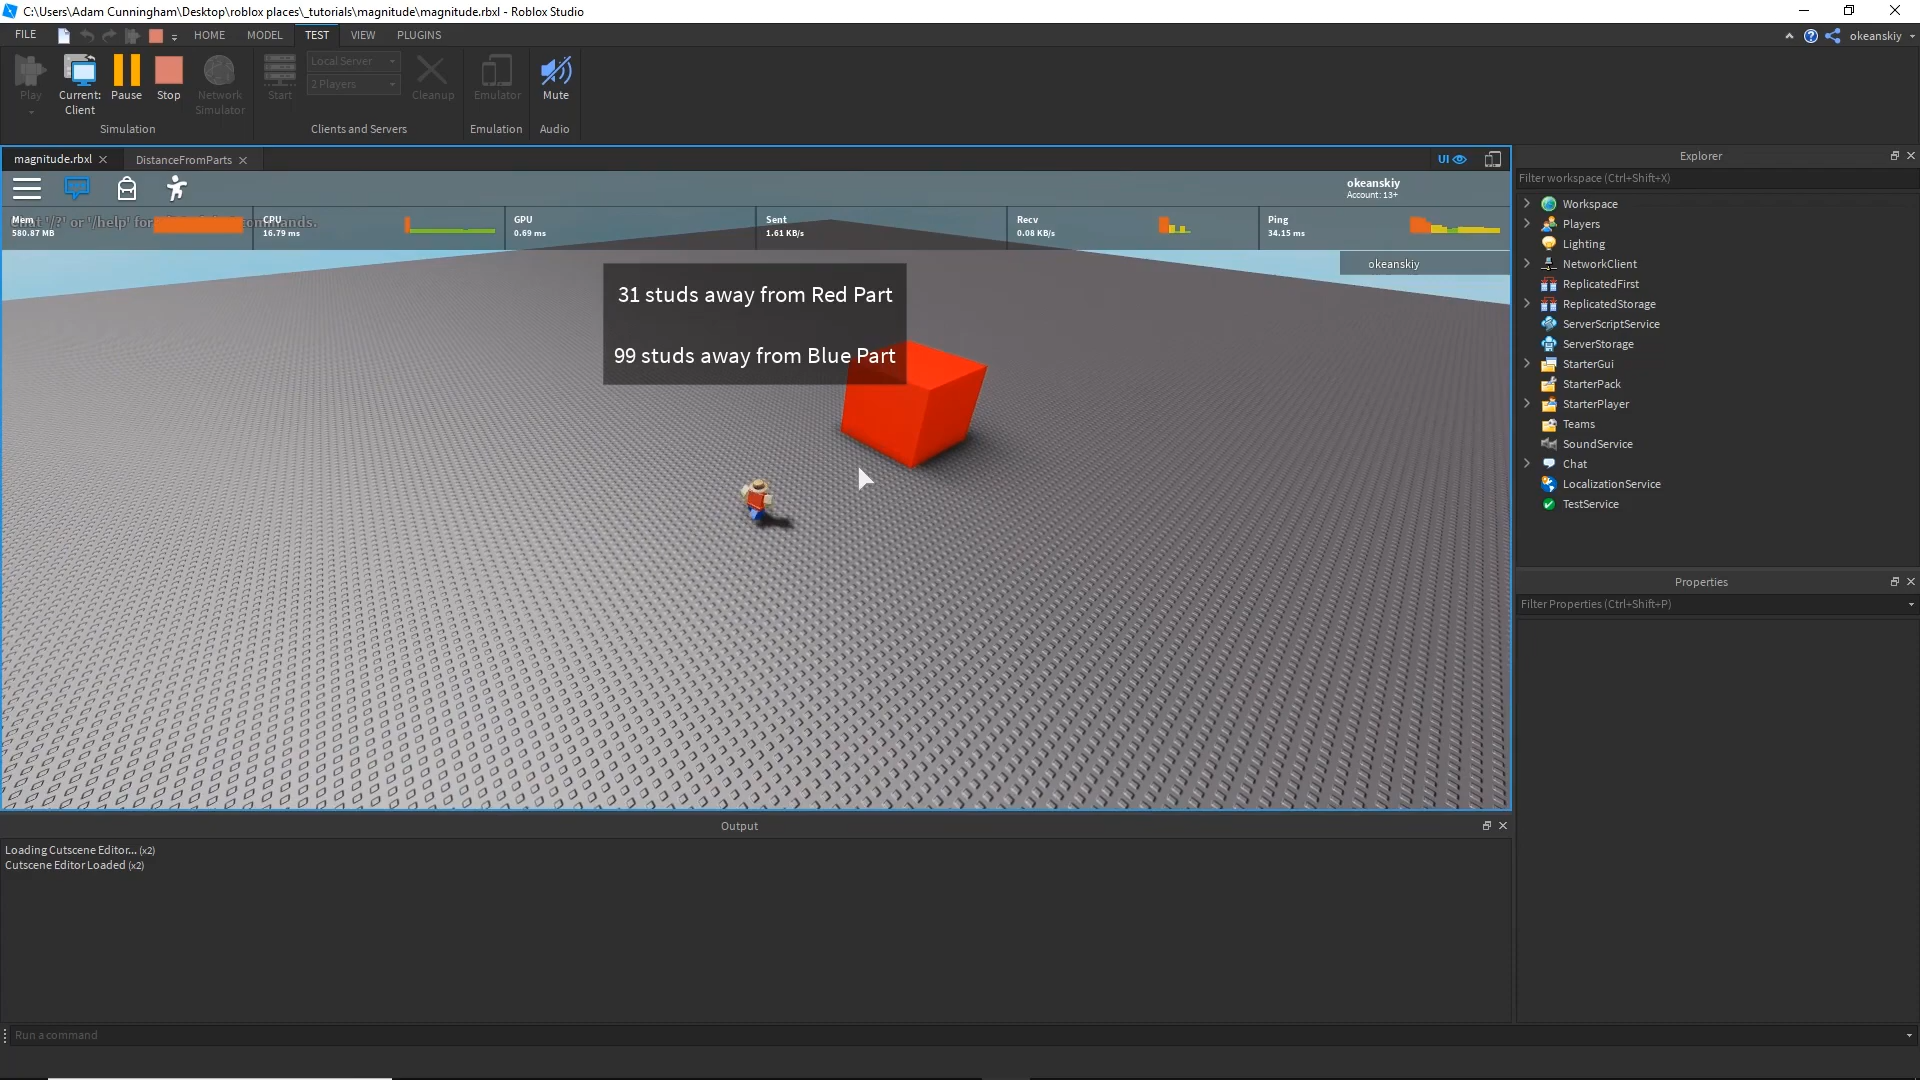 C:\Users\Adam Cunningham\Desktop\roblox places\_tutorials\magnitude\magnitude.rbxl - Roblox Studio
FILE HOME MODEL TEST VIEW PLUGINS okeanskiy
Play
Current: Client
Pause
Stop
Network Simulator
Simulation
Start
Local Server
2 Players
Cleanup
Clients and Servers
Emulator
Emulation
Mute
Audio
magnitude.rbxl
DistanceFromParts
UI
okeanskiy
Account: 13+
Chat '/?' or '/help' for commands.
Mem
580.87 MB
CPU
16.79 ms
GPU
0.69 ms
Sent
1.61 KB/s
Recv
0.08 KB/s
Ping
34.15 ms
okeanskiy
31 studs away from Red Part
99 studs away from Blue Part
Explorer
Filter workspace (Ctrl+Shift+X)
Workspace
Players
Lighting
NetworkClient
ReplicatedFirst
ReplicatedStorage
ServerScriptService
ServerStorage
StarterGui
StarterPack
StarterPlayer
Teams
SoundService
Chat
LocalizationService
TestService
Properties
Filter Properties (Ctrl+Shift+P)
Output
Loading Cutscene Editor... (x2)
Cutscene Editor Loaded (x2)
Run a command